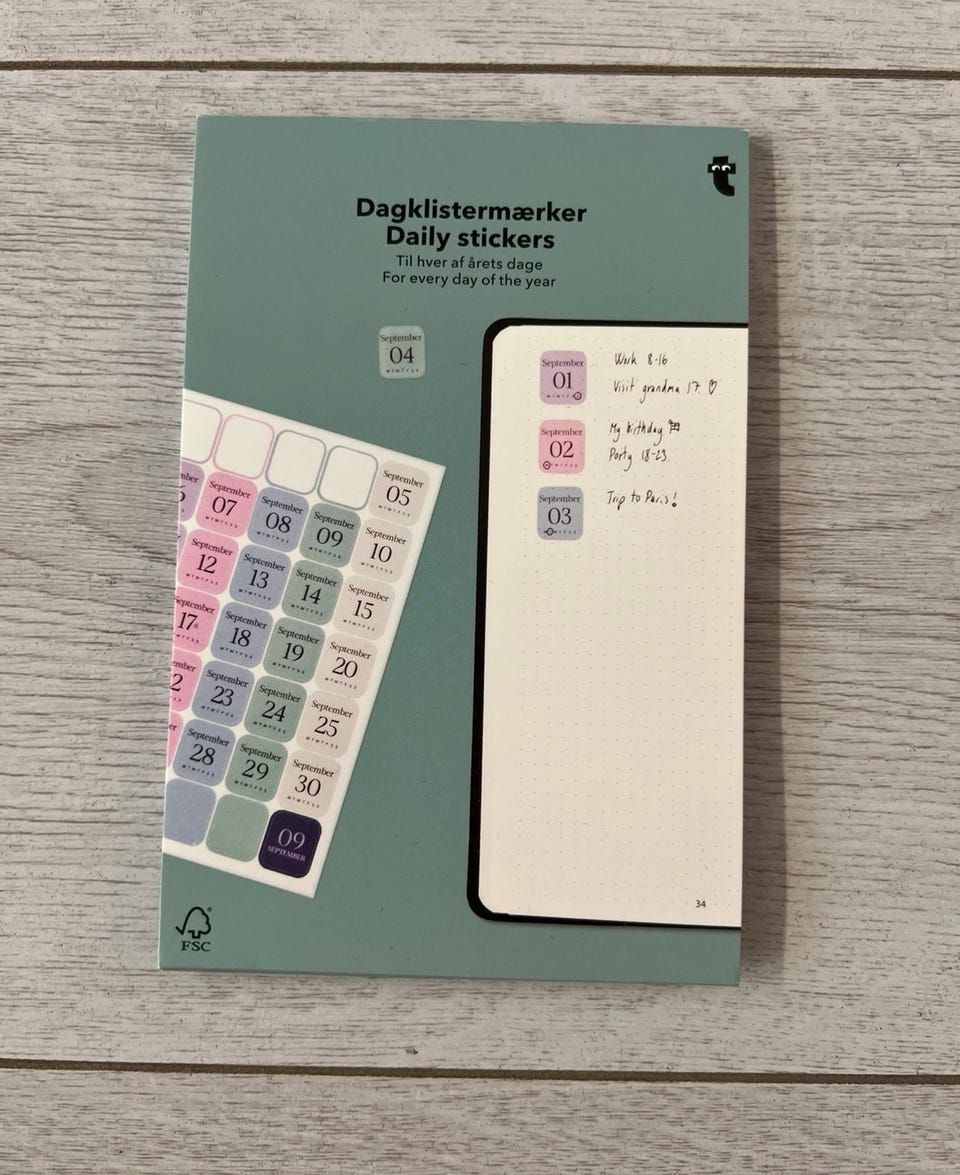 Dagklistermærker
Daily stickers
Til hver af årets dage
For every day of the year
September
04
September
01
Work 8-16
Visit grandma 17
September
02
My birthday
Party 18-23.
September
03
Trip to Paris!
September
05
September
07
September
08
September
09
September
10
September
12
September
13
September
14
September
15
17
September
18
September
19
September
20
September
23
September
24
September
25
September
28
September
29
September
30
09
SEPTEMBER
34
FSC